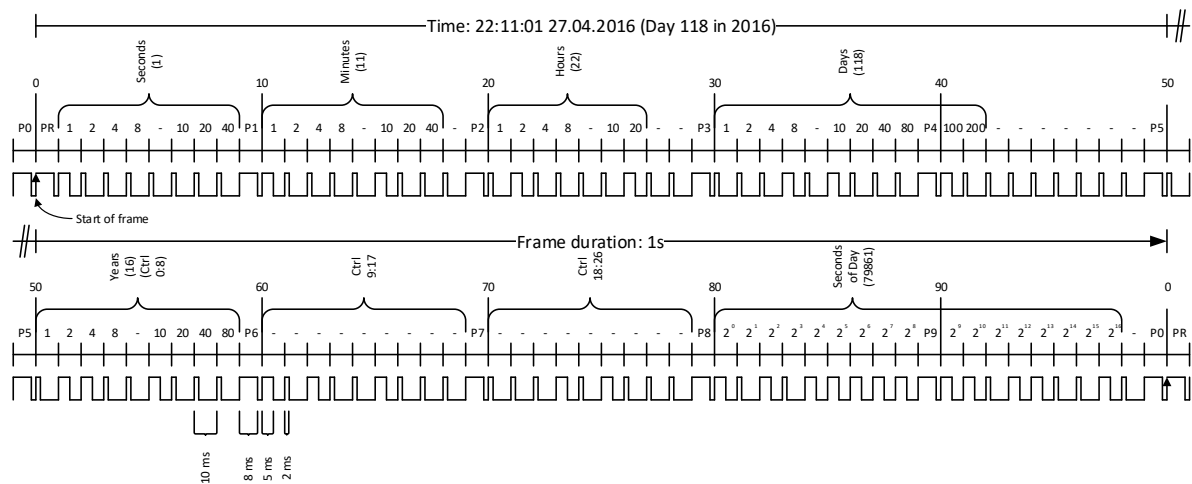 Time: 22:11:01 27.04.2016 (Day 118 in 2016)
Seconds
(1)
Minutes
(11)
Hours
(22)
Days
(118)
0 10 20 30 40 50
P0 PR 1 2 4 8 - 10 20 40 P1 1 2 4 8 - 10 20 40 - P2 1 2 4 8 - 10 20 - - P3 1 2 4 8 - 10 20 40 80 P4 100 200 - - - - - - - P5
Start of frame
Frame duration: 1s
Years
(16)
(Ctrl
0:8)
Ctrl
9:17
Ctrl
18:26
Seconds
of Day
(79861)
50 60 70 80 90 0
P5 1 2 4 8 - 10 20 40 80 P6 - - - - - - - - - P7 - - - - - - - - - P8 2⁰ 2¹ 2² 2³ 2⁴ 2⁵ 2⁶ 2⁷ 2⁸ P9 2⁹ 2¹⁰ 2¹¹ 2¹² 2¹³ 2¹⁴ 2¹⁵ 2¹⁶ - P0 PR
10 ms
8 ms
5 ms
2 ms